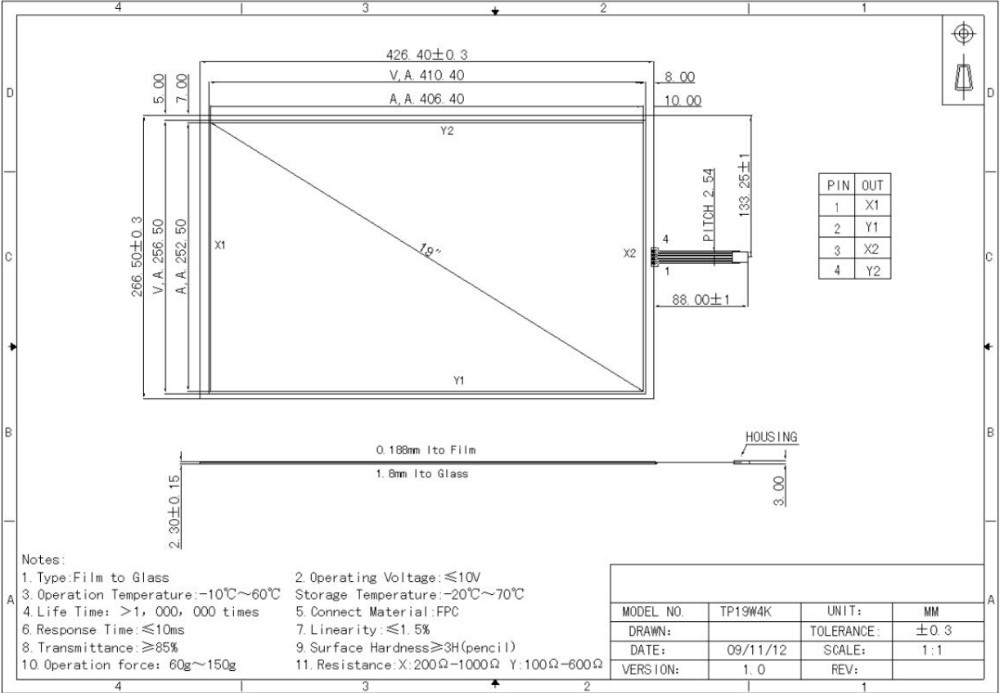 4 3 2 1
426.40±0.3
V,A.410.40
8.00
A,A.406.40
10.00
5.00
7.00
D
D
Y2
133.25±1
PITCH 2.54
PIN OUT
1 X1
2 Y1
3 X2
4 Y2
266.50±0.3
V,A.256.50
A,A.252.50
X1
19"
X2
4
1
C
C
88.00±1
Y1
B
B
HOUSING
0.188mm Ito Film
1.8mm Ito Glass
2.30±0.15
3.00
Notes:
1.Type:Film to Glass 2.Operating Voltage:≤10V
3.Operation Temperature:-10℃~60℃ Storage Temperature:-20℃~70℃
4.Life Time: >1, 000, 000 times 5.Connect Material:FPC
6.Response Time:≤10ms 7.Linearity:≤1.5%
8.Transmittance:≥85% 9.Surface Hardness≥3H(pencil)
10.Operation force: 60g~150g 11.Resistance:X:200Ω-1000Ω Y:100Ω-600Ω
A
A
MODEL NO. TP19W4K UNIT: MM
DRAWN: TOLERANCE: ±0.3
DATE: 09/11/12 SCALE: 1:1
VERSION: 1.0 REV:
4 3 2 1